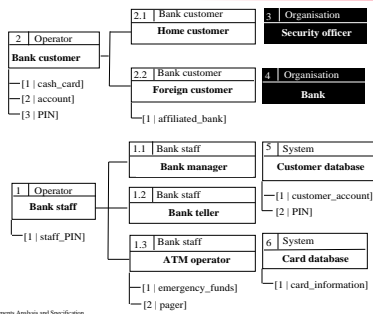 2.1 Bank customer
Home customer
3 Organisation
Security officer
2 Operator
Bank customer
[1 | cash_card]
[2 | account]
[3 | PIN]
2.2 Bank customer
Foreign customer
[1 | affiliated_bank]
4 Organisation
Bank
1.1 Bank staff
Bank manager
5 System
Customer database
[1 | customer_account]
[2 | PIN]
1 Operator
Bank staff
[1 | staff_PIN]
1.2 Bank staff
Bank teller
1.3 Bank staff
ATM operator
[1 | emergency_funds]
[2 | pager]
6 System
Card database
[1 | card_information]
Analysis and Specification